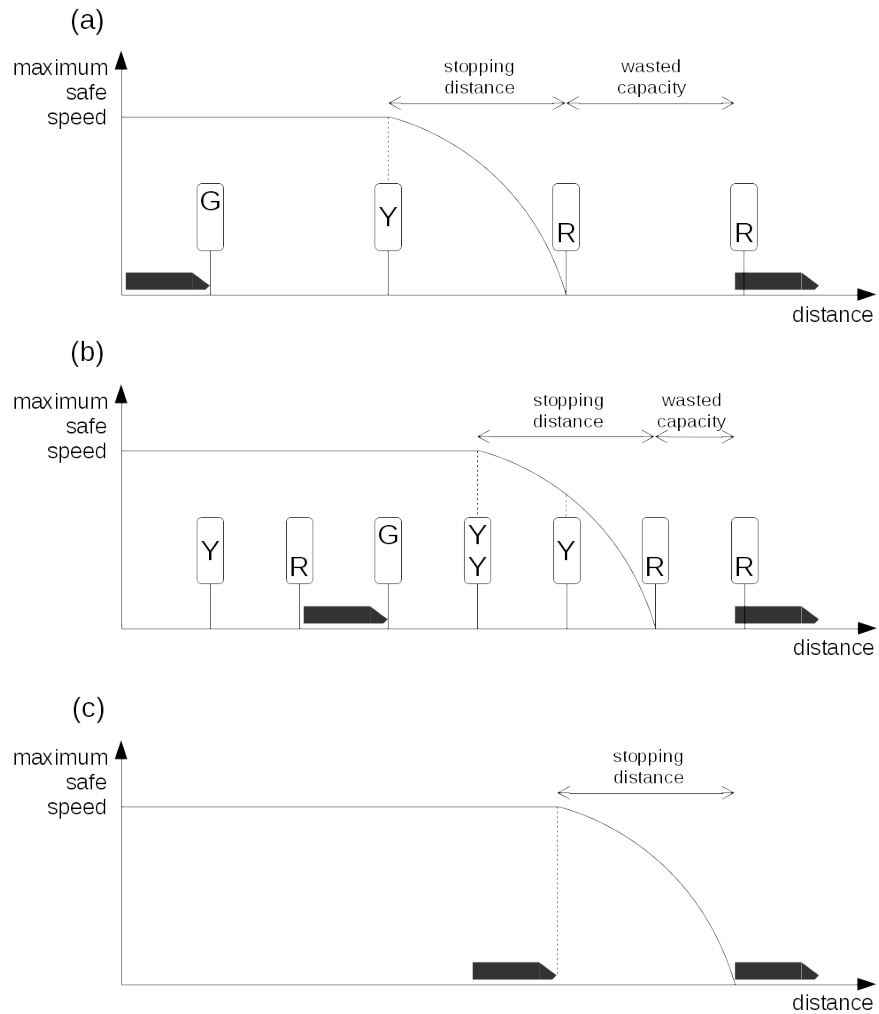 (a)
maximum
safe
speed
stopping
distance
wasted
capacity
G
Y
R
R
distance
(b)
maximum
safe
speed
stopping
distance
wasted
capacity
Y
R
G
Y
Y
Y
R
R
distance
(c)
maximum
safe
speed
stopping
distance
distance